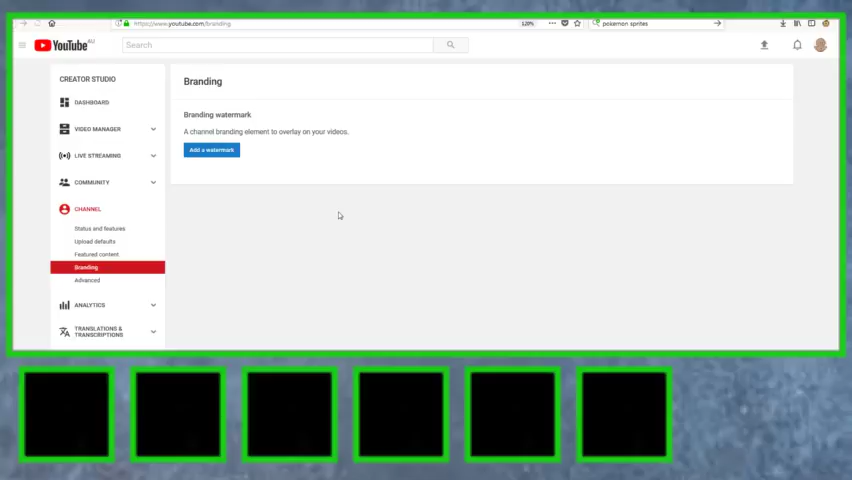 https://www.youtube.com/branding
120%
pokemon sprites
YouTube AU
Search
CREATOR STUDIO
DASHBOARD
VIDEO MANAGER
LIVE STREAMING
COMMUNITY
CHANNEL
Status and features
Upload defaults
Featured content
Branding
Advanced
ANALYTICS
TRANSLATIONS &
TRANSCRIPTIONS
Branding
Branding watermark
A channel branding element to overlay on your videos.
Add a watermark